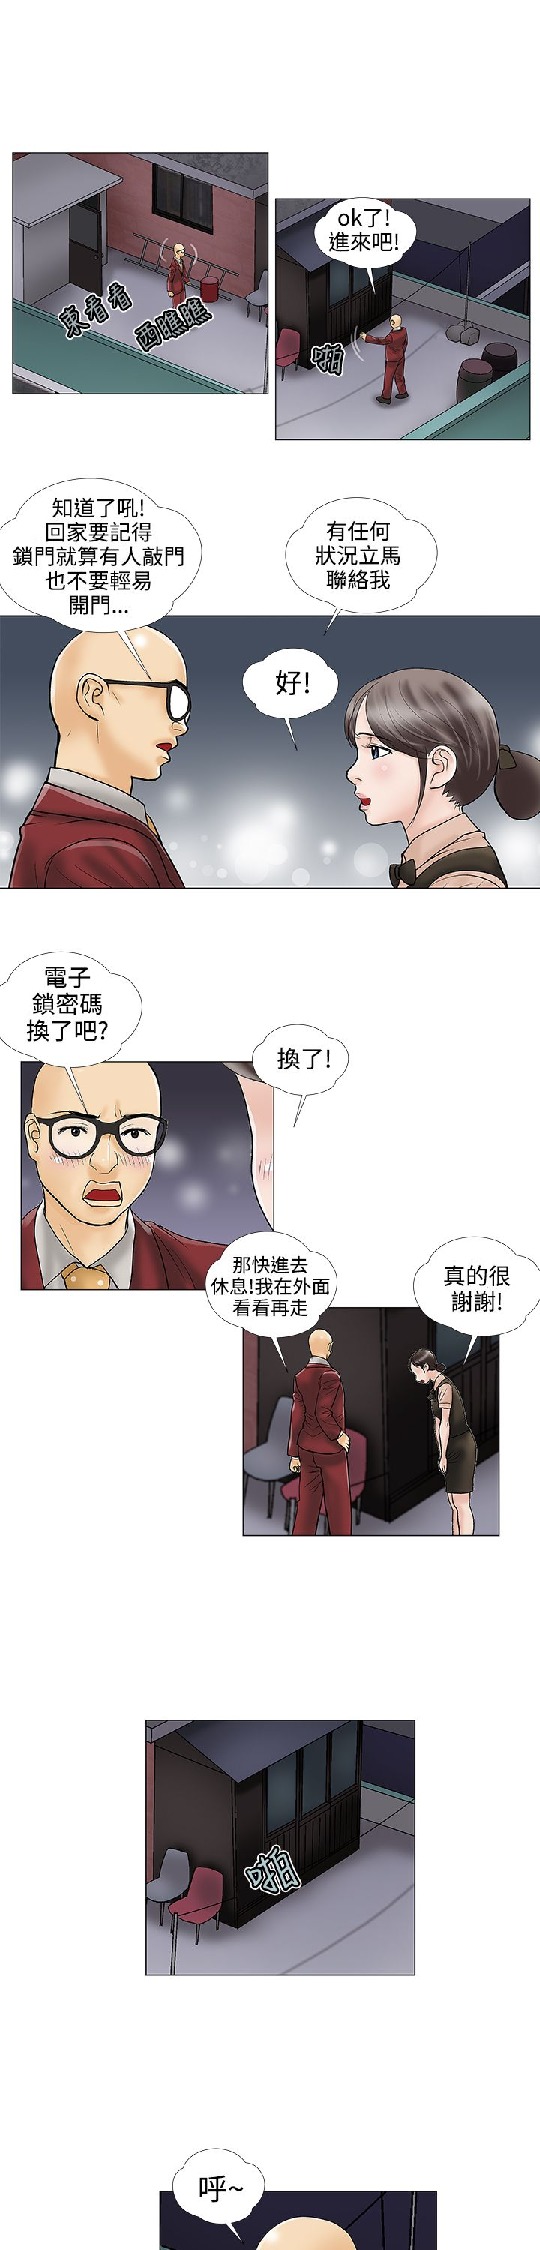 東看看
西瞧瞧
ok了!
進來吧!
啪
知道了吼!
回家要記得
鎖門就算有人敲門
也不要輕易
開門...
有任何
狀況立馬
聯絡我
好!
電子
鎖密碼
換了吧?
換了!
那快進去
休息!我在外面
看看再走
真的很
謝謝!
啪
呼~